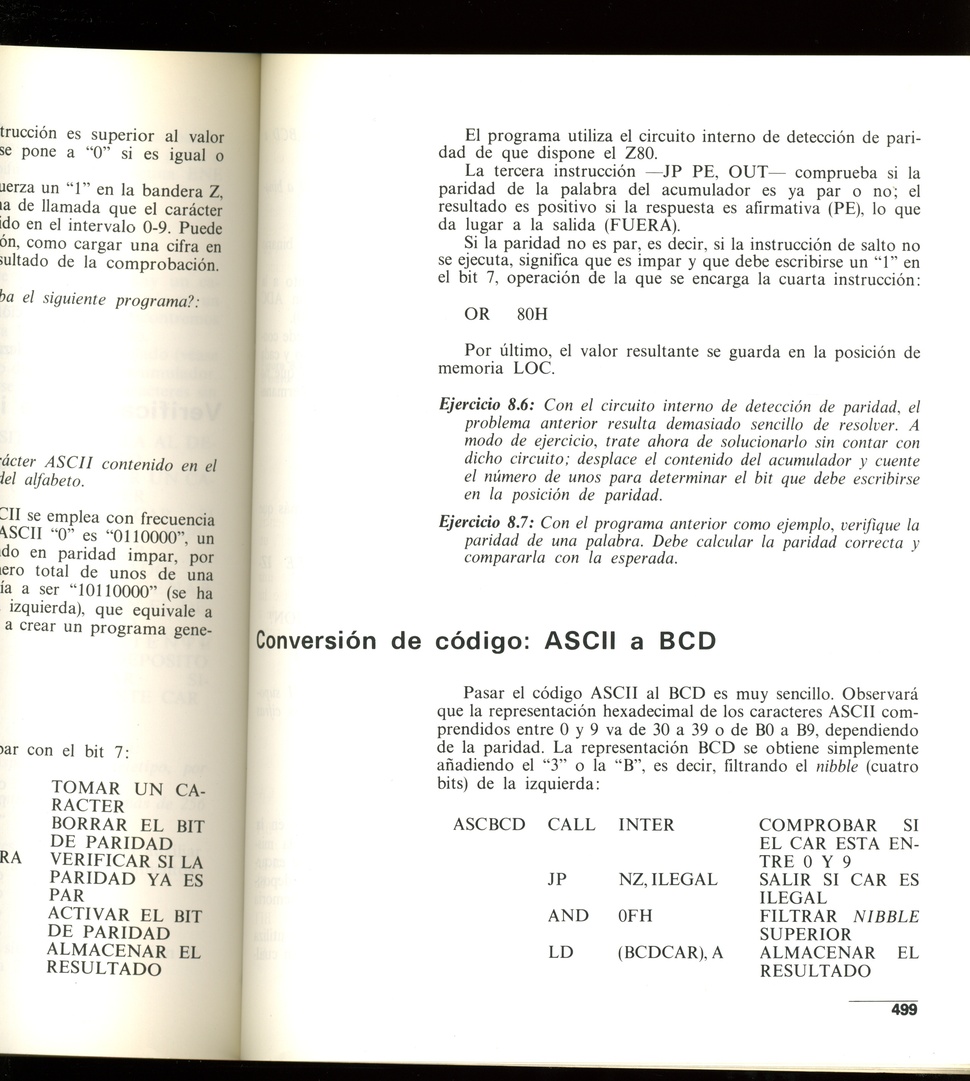 trucción es superior al valor
se pone a “0” si es igual o
uerza un “1” en la bandera Z,
na de llamada que el carácter
ido en el intervalo 0-9. Puede
ón, como cargar una cifra en
sultado de la comprobación.
ba el siguiente programa?:
rácter ASCII contenido en el
del alfabeto.
CII se emplea con frecuencia
ASCII “0” es “0110000”, un
do en paridad impar, por
ero total de unos de una
ía a ser “10110000” (se ha
izquierda), que equivale a
a crear un programa gene-
bar con el bit 7:
TOMAR UN CA-
RACTER
BORRAR EL BIT
DE PARIDAD
RA VERIFICAR SI LA
PARIDAD YA ES
PAR
ACTIVAR EL BIT
DE PARIDAD
ALMACENAR EL
RESULTADO
El programa utiliza el circuito interno de detección de pari-
dad de que dispone el Z80.
La tercera instrucción —JP PE, OUT— comprueba si la
paridad de la palabra del acumulador es ya par o no; el
resultado es positivo si la respuesta es afirmativa (PE), lo que
da lugar a la salida (FUERA).
Si la paridad no es par, es decir, si la instrucción de salto no
se ejecuta, significa que es impar y que debe escribirse un “1” en
el bit 7, operación de la que se encarga la cuarta instrucción:
OR 80H
Por último, el valor resultante se guarda en la posición de
memoria LOC.
Ejercicio 8.6: Con el circuito interno de detección de paridad, el
problema anterior resulta demasiado sencillo de resolver. A
modo de ejercicio, trate ahora de solucionarlo sin contar con
dicho circuito; desplace el contenido del acumulador y cuente
el número de unos para determinar el bit que debe escribirse
en la posición de paridad.
Ejercicio 8.7: Con el programa anterior como ejemplo, verifique la
paridad de una palabra. Debe calcular la paridad correcta y
compararla con la esperada.
Conversión de código: ASCII a BCD
Pasar el código ASCII al BCD es muy sencillo. Observará
que la representación hexadecimal de los caracteres ASCII com-
prendidos entre 0 y 9 va de 30 a 39 o de B0 a B9, dependiendo
de la paridad. La representación BCD se obtiene simplemente
añadiendo el “3” o la “B”, es decir, filtrando el nibble (cuatro
bits) de la izquierda:
ASCBCD CALL INTER COMPROBAR SI
EL CAR ESTA EN-
TRE 0 Y 9
JP NZ, ILEGAL SALIR SI CAR ES
ILEGAL
AND 0FH FILTRAR NIBBLE
SUPERIOR
LD (BCDCAR), A ALMACENAR EL
RESULTADO
499